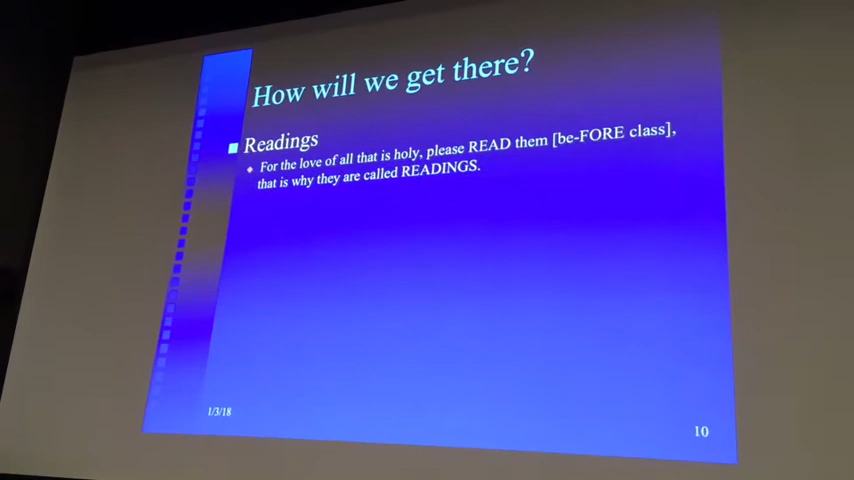 How will we get there?
Readings
For the love of all that is holy, please READ them [be-FORE class],
that is why they are called READINGS.
1/3/18
10